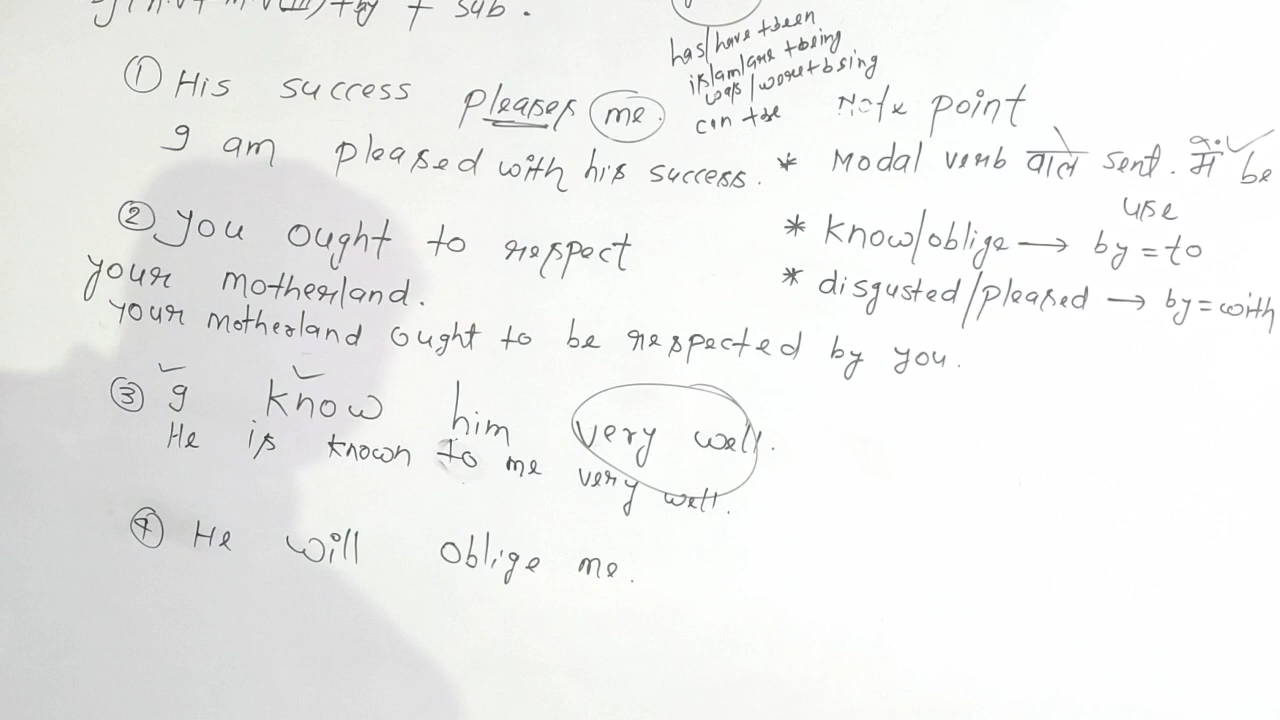 + by + sub.
has/have + been
is/am/are + being
was/were + being
can + be
① His success pleases me.
I am pleased with his success.
② You ought to respect
your motherland.
your motherland ought to be respected by you.
③ I know him very well.
He is known to me very well.
④ He will oblige me.
Note point
* Modal verb वाले sent. में be
use
* know/oblige → by = to
* disgusted/pleased → by = with